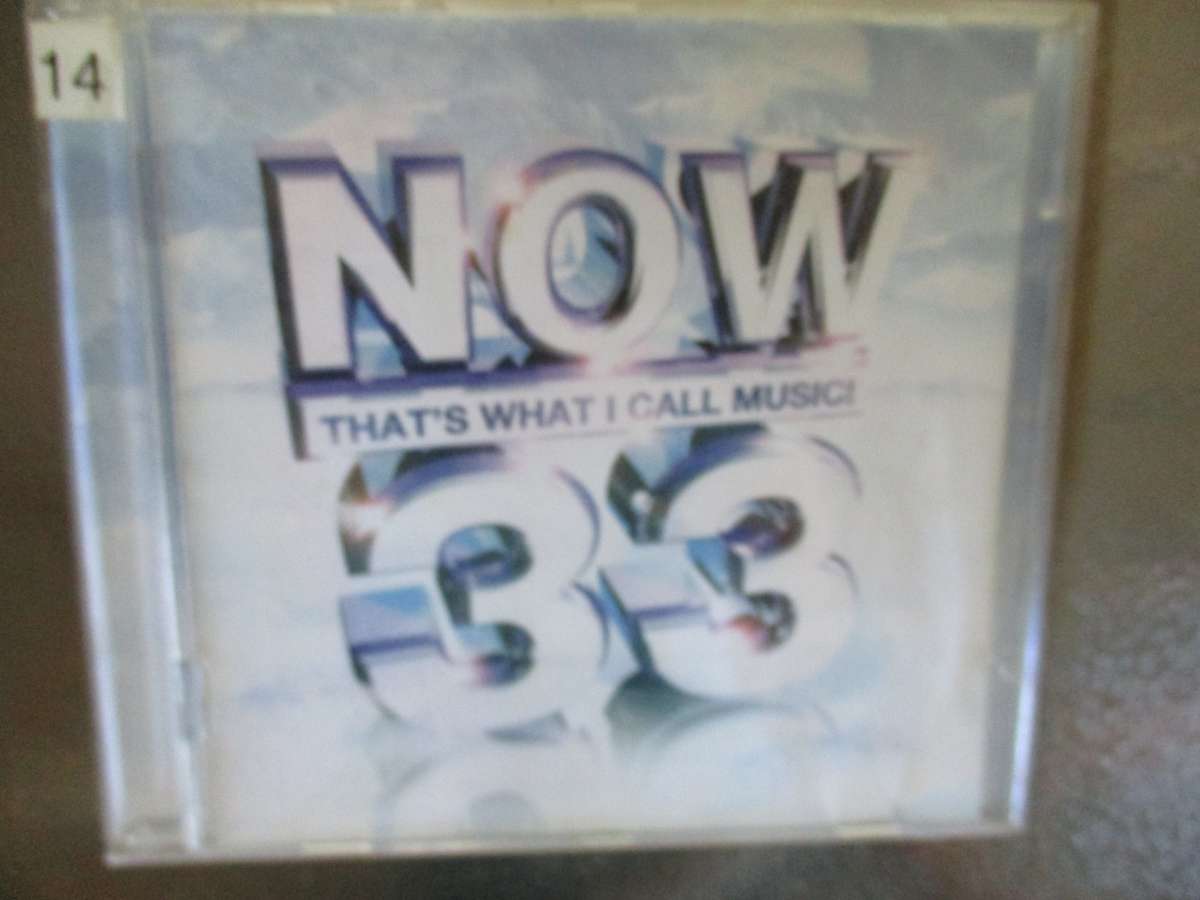 14
NOW
THAT'S WHAT I CALL MUSIC!
33